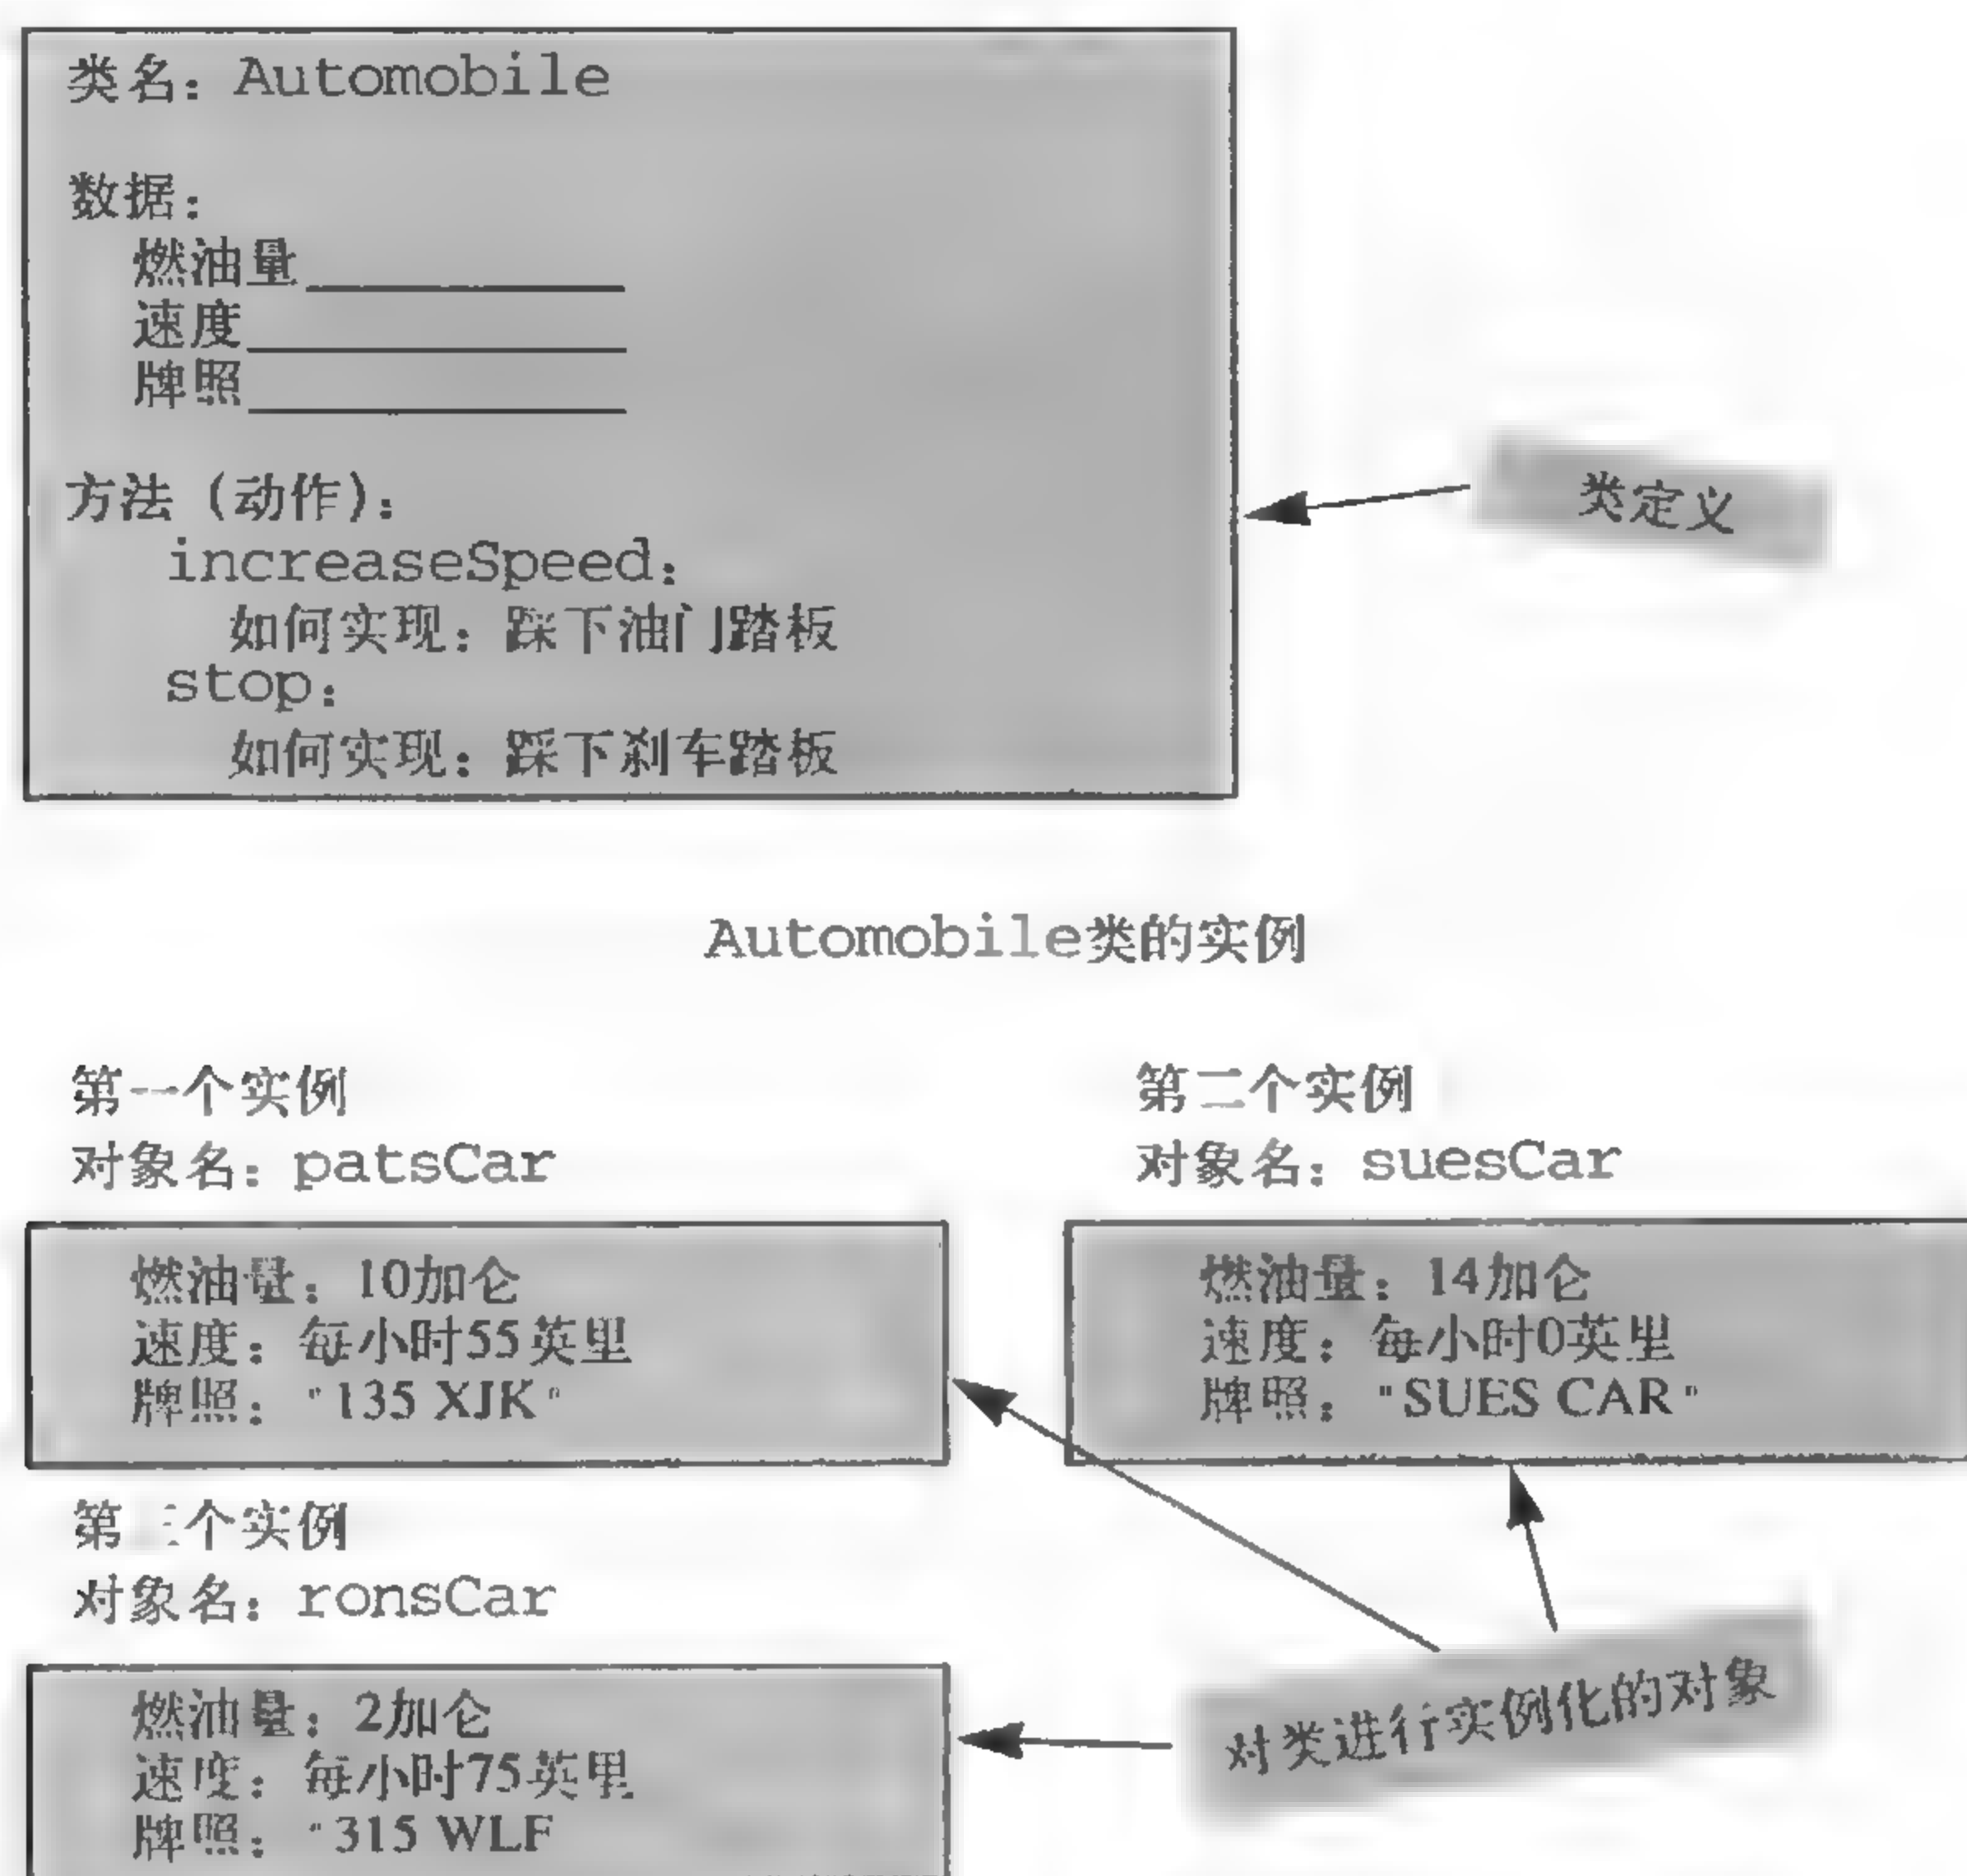 类名：Automobile
数据：
燃油量
速度
牌照
方法（动作）：
increaseSpeed：
如何实现：踩下油门踏板
stop：
如何实现：踩下刹车踏板
类定义
Automobile类的实例
第一个实例
对象名：patsCar
燃油量：10加仑
速度：每小时55英里
牌照："135 XJK"
第二个实例
对象名：suesCar
燃油量：14加仑
速度：每小时0英里
牌照："SUES CAR"
第三个实例
对象名：ronsCar
燃油量：2加仑
速度：每小时75英里
牌照："315 WLF
对类进行实例化的对象